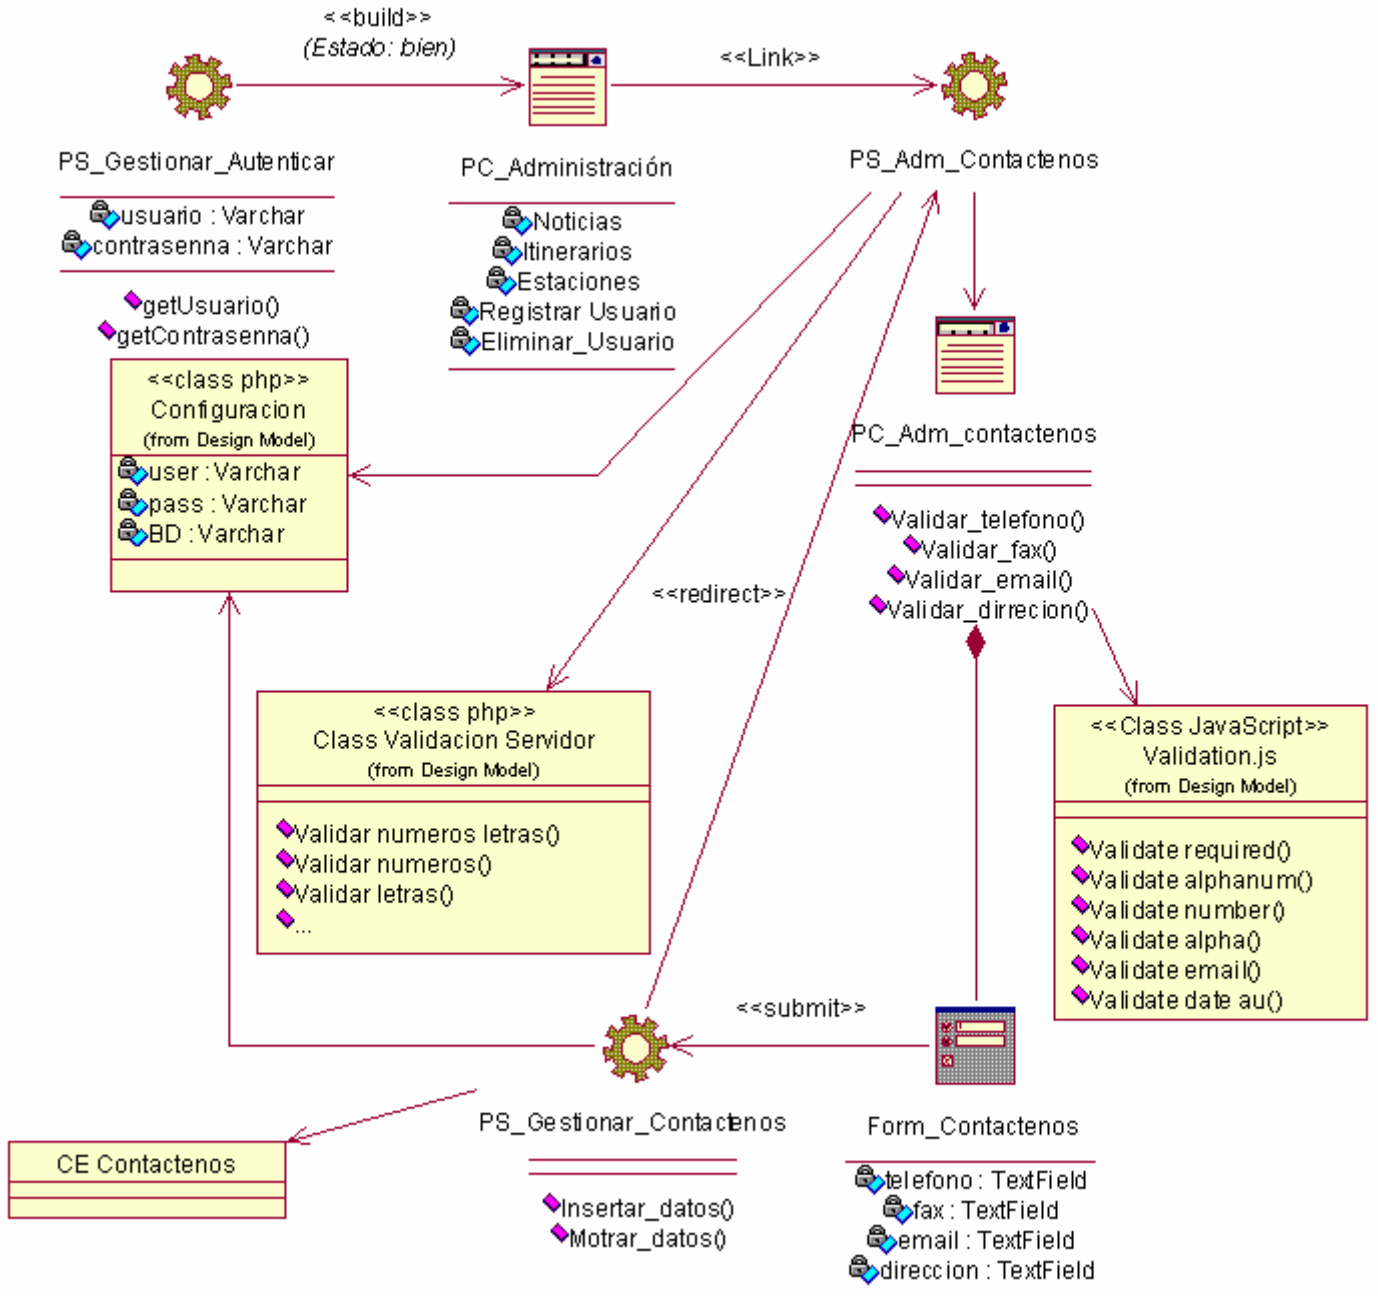 <<build>>
(Estado: bien)
<<Link>>
PS_Gestionar_Autenticar
usuario : Varchar
contrasenna : Varchar
getUsuario()
getContrasenna()
PC_Administración
Noticias
Itinerarios
Estaciones
Registrar Usuario
Eliminar_Usuario
PS_Adm_Contactenos
<<class php>>
Configuracion
(from Design Model)
user : Varchar
pass : Varchar
BD : Varchar
PC_Adm_contactenos
Validar_telefono()
Validar_fax()
Validar_email()
Validar_dirrecion()
<<redirect>>
<<class php>>
Class Validacion Servidor
(from Design Model)
Validar numeros letras()
Validar numeros()
Validar letras()
...
<<Class JavaScript>>
Validation.js
(from Design Model)
Validate required()
Validate alphanum()
Validate number()
Validate alpha()
Validate email()
Validate date au()
<<submit>>
PS_Gestionar_Contactenos
Insertar_datos()
Motrar_datos()
Form_Contactenos
telefono : TextField
fax : TextField
email : TextField
direccion : TextField
CE Contactenos